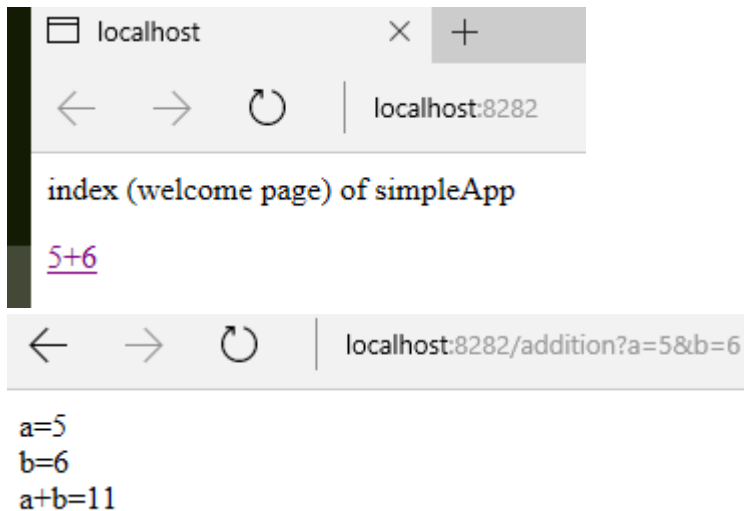 localhost
localhost:8282
index (welcome page) of simpleApp
5+6
localhost:8282/addition?a=5&b=6
a=5
b=6
a+b=11